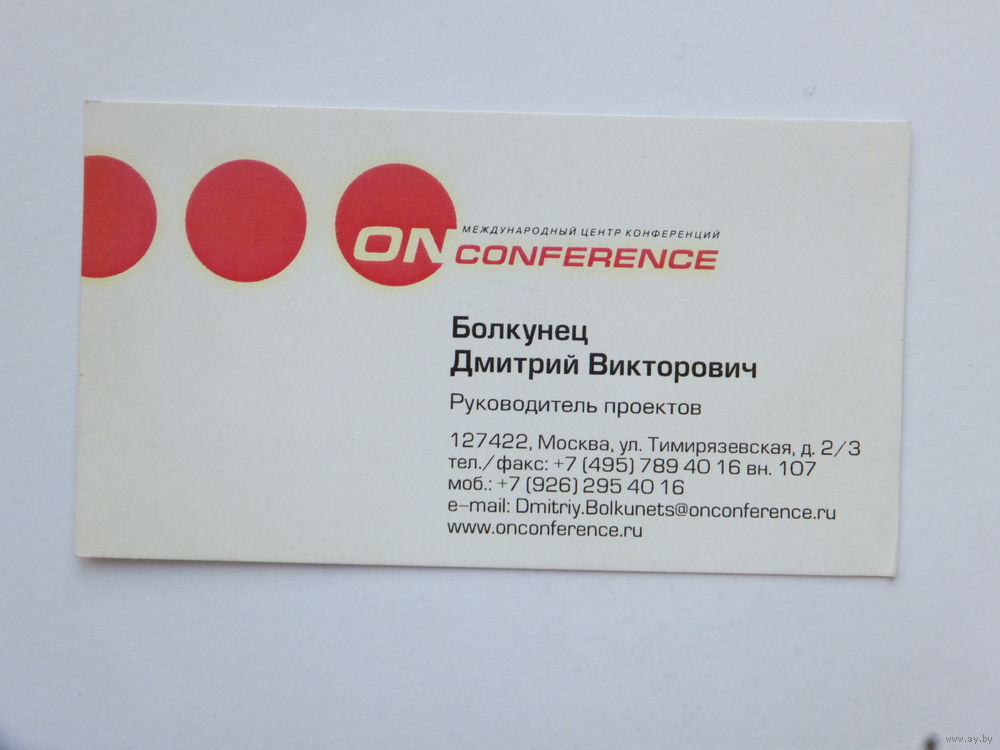 МЕЖДУНАРОДНЫЙ ЦЕНТР КОНФЕРЕНЦИЙ
ON CONFERENCE
Болкунец
Дмитрий Викторович
Руководитель проектов
127422, Москва, ул. Тимирязевская, д. 2/3
тел./факс: +7 (495) 789 40 16 вн. 107
моб.: +7 (926) 295 40 16
e-mail: Dmitriy.Bolkunets@onconference.ru
www.onconference.ru
www.ay.by